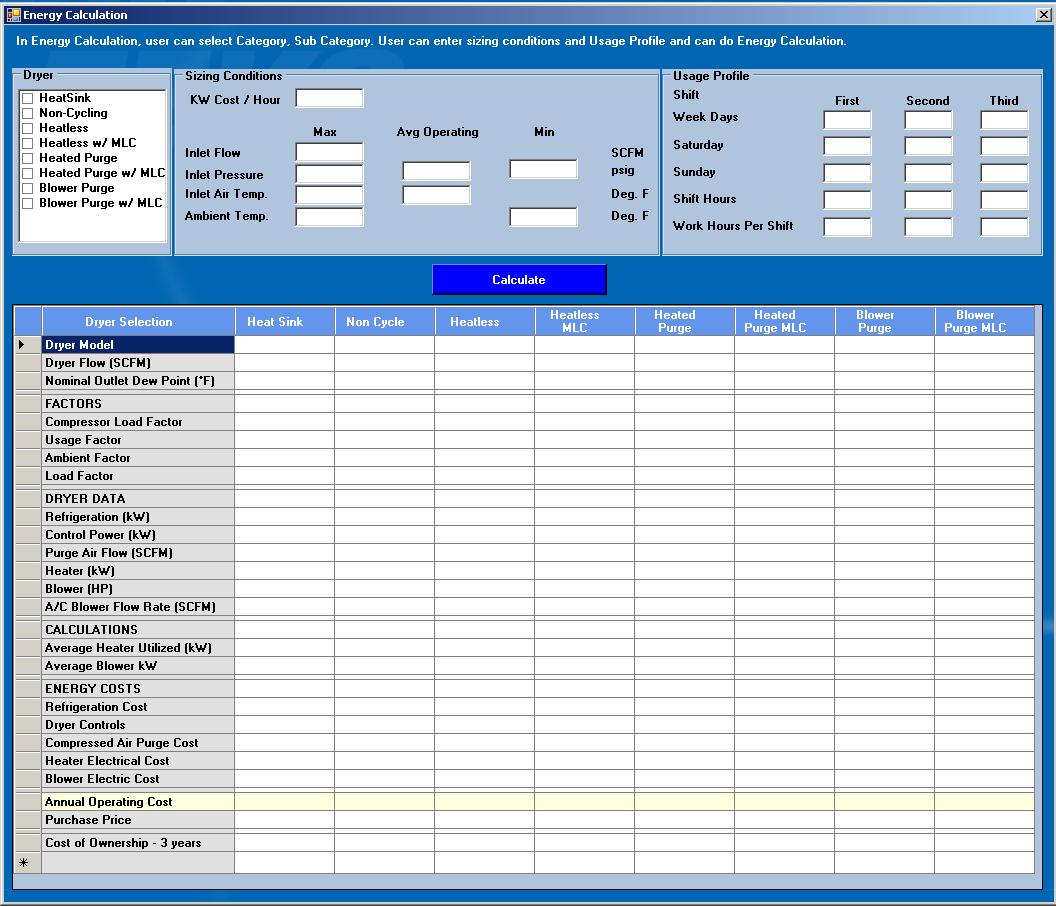 Energy Calculation
In Energy Calculation, user can select Category, Sub Category. User can enter sizing conditions and Usage Profile and can do Energy Calculation.
Dryer
HeatSink
Non-Cycling
Heatless
Heatless w/ MLC
Heated Purge
Heated Purge w/ MLC
Blower Purge
Blower Purge w/ MLC
Sizing Conditions
KW Cost / Hour
Max Avg Operating Min
Inlet Flow SCFM
Inlet Pressure psig
Inlet Air Temp. Deg. F
Ambient Temp. Deg. F
Usage Profile
Shift First Second Third
Week Days
Saturday
Sunday
Shift Hours
Work Hours Per Shift
Calculate
Dryer Selection Heat Sink Non Cycle Heatless Heatless MLC Heated Purge Heated Purge MLC Blower Purge Blower Purge MLC
Dryer Model
Dryer Flow (SCFM)
Nominal Outlet Dew Point (°F)
FACTORS
Compressor Load Factor
Usage Factor
Ambient Factor
Load Factor
DRYER DATA
Refrigeration (kW)
Control Power (kW)
Purge Air Flow (SCFM)
Heater (kW)
Blower (HP)
A/C Blower Flow Rate (SCFM)
CALCULATIONS
Average Heater Utilized (kW)
Average Blower kW
ENERGY COSTS
Refrigeration Cost
Dryer Controls
Compressed Air Purge Cost
Heater Electrical Cost
Blower Electric Cost
Annual Operating Cost
Purchase Price
Cost of Ownership - 3 years